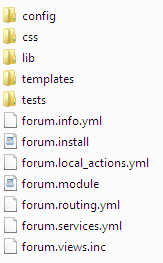 config
css
lib
templates
tests
forum.info.yml
forum.install
forum.local_actions.yml
forum.module
forum.routing.yml
forum.services.yml
forum.views.inc